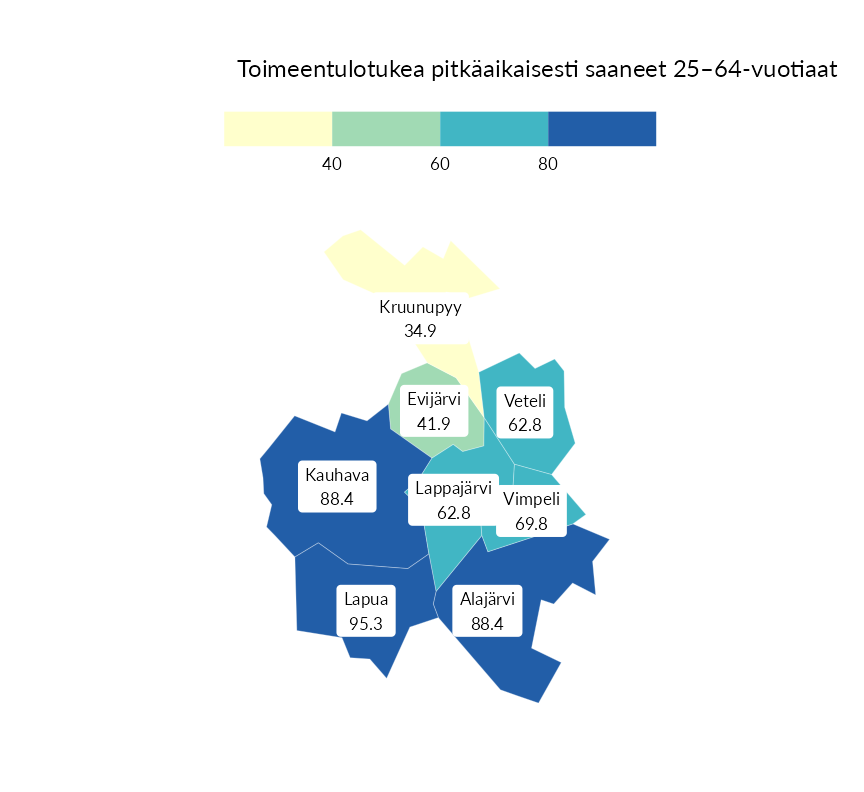 Toimeentulotukea pitkäaikaisesti saaneet 25–64-vuotiaat
40 60 80
Kruunupyy
34.9
Evijärvi
41.9
Veteli
62.8
Kauhava
88.4
Lappajärvi
62.8
Vimpeli
69.8
Lapua
95.3
Alajärvi
88.4